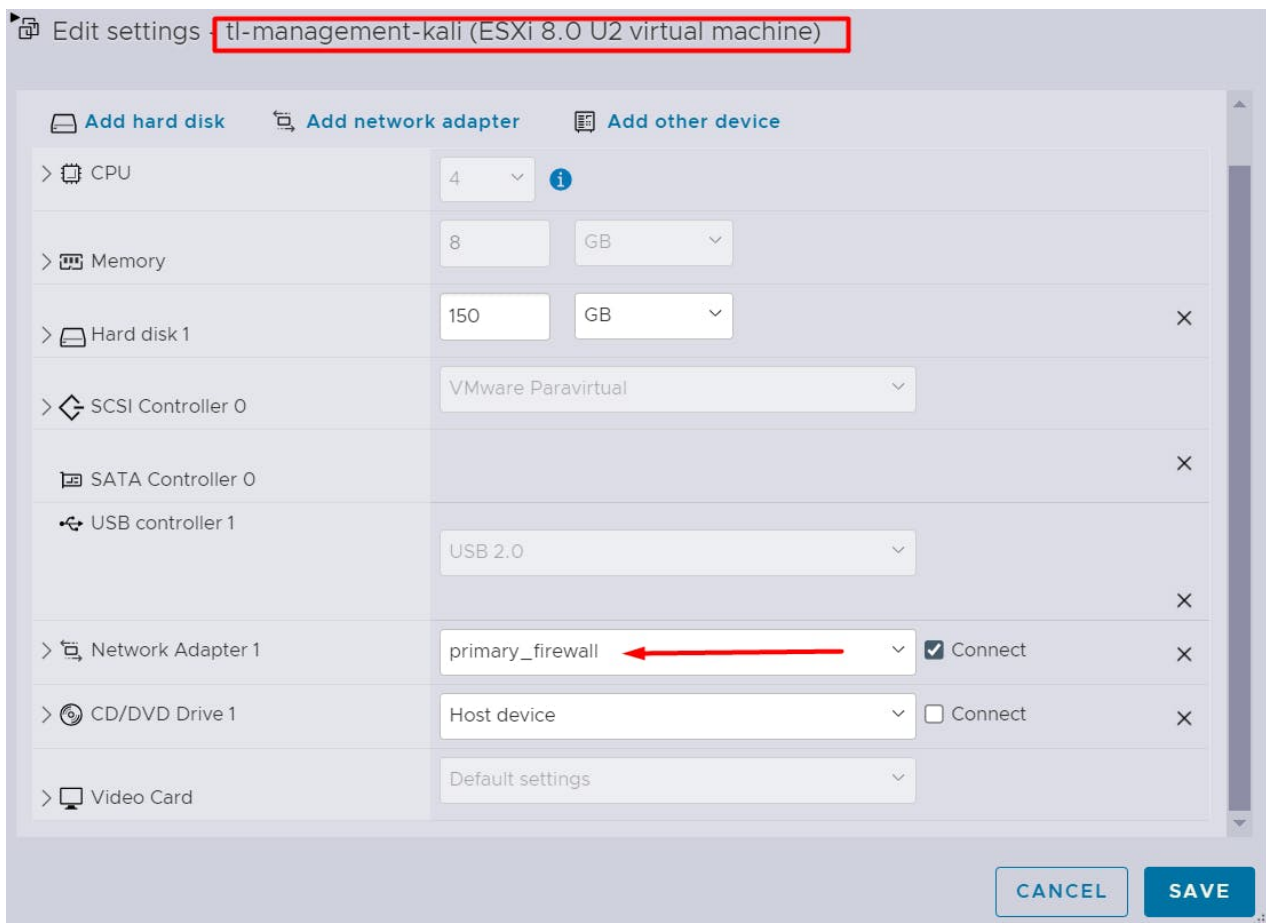 Edit settings - tl-management-kali (ESXi 8.0 U2 virtual machine)
Add hard disk Add network adapter Add other device
CPU 4
Memory 8 GB
Hard disk 1 150 GB
SCSI Controller 0 VMware Paravirtual
SATA Controller 0
USB controller 1
USB 2.0
Network Adapter 1 primary_firewall Connect
CD/DVD Drive 1 Host device Connect
Video Card Default settings
CANCEL SAVE